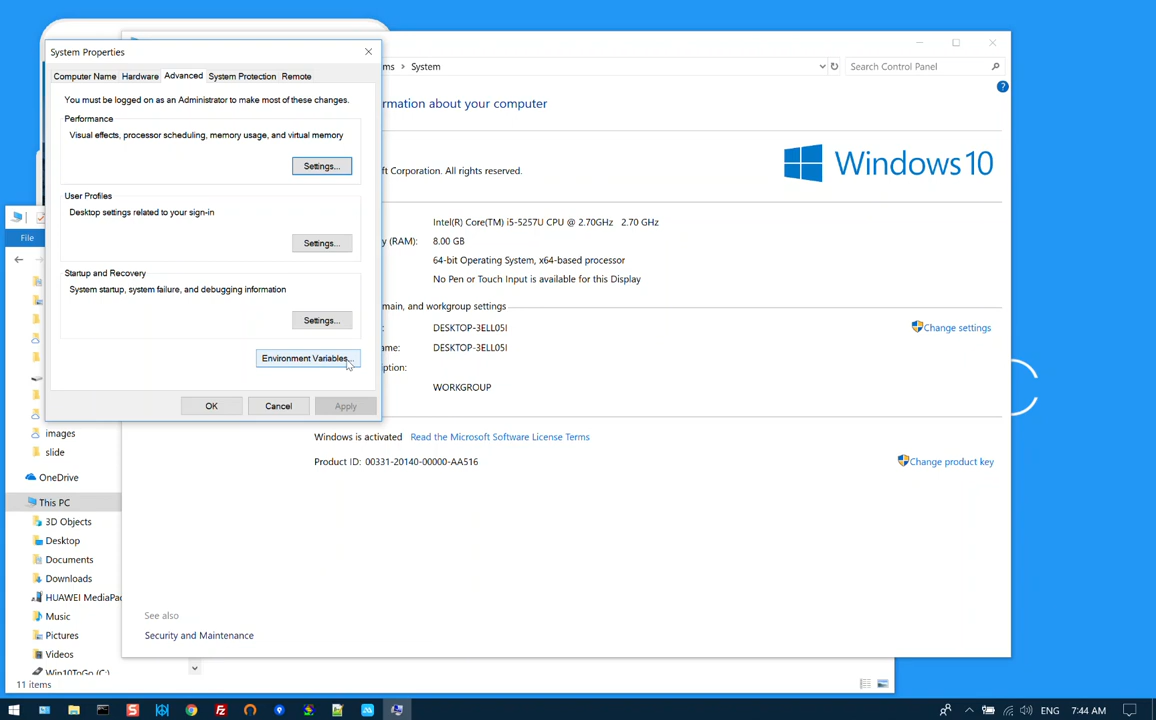 System Properties
Computer Name Hardware Advanced System Protection Remote
You must be logged on as an Administrator to make most of these changes.
Performance
Visual effects, processor scheduling, memory usage, and virtual memory
Settings...
User Profiles
Desktop settings related to your sign-in
Settings...
Startup and Recovery
System startup, system failure, and debugging information
Settings...
Environment Variables...
OK Cancel Apply
ms > System
Search Control Panel
rmation about your computer
ft Corporation. All rights reserved.
Windows 10
Intel(R) Core(TM) i5-5257U CPU @ 2.70GHz 2.70 GHz
y (RAM): 8.00 GB
64-bit Operating System, x64-based processor
No Pen or Touch Input is available for this Display
main, and workgroup settings
DESKTOP-3ELL05I
Change settings
me: DESKTOP-3ELL05I
ption:
WORKGROUP
Windows is activated Read the Microsoft Software License Terms
Product ID: 00331-20140-00000-AA516
Change product key
See also
Security and Maintenance
File
images
slide
OneDrive
This PC
3D Objects
Desktop
Documents
Downloads
HUAWEI MediaPad
Music
Pictures
Videos
Win10ToGo (C:)
11 items
ENG 7:44 AM